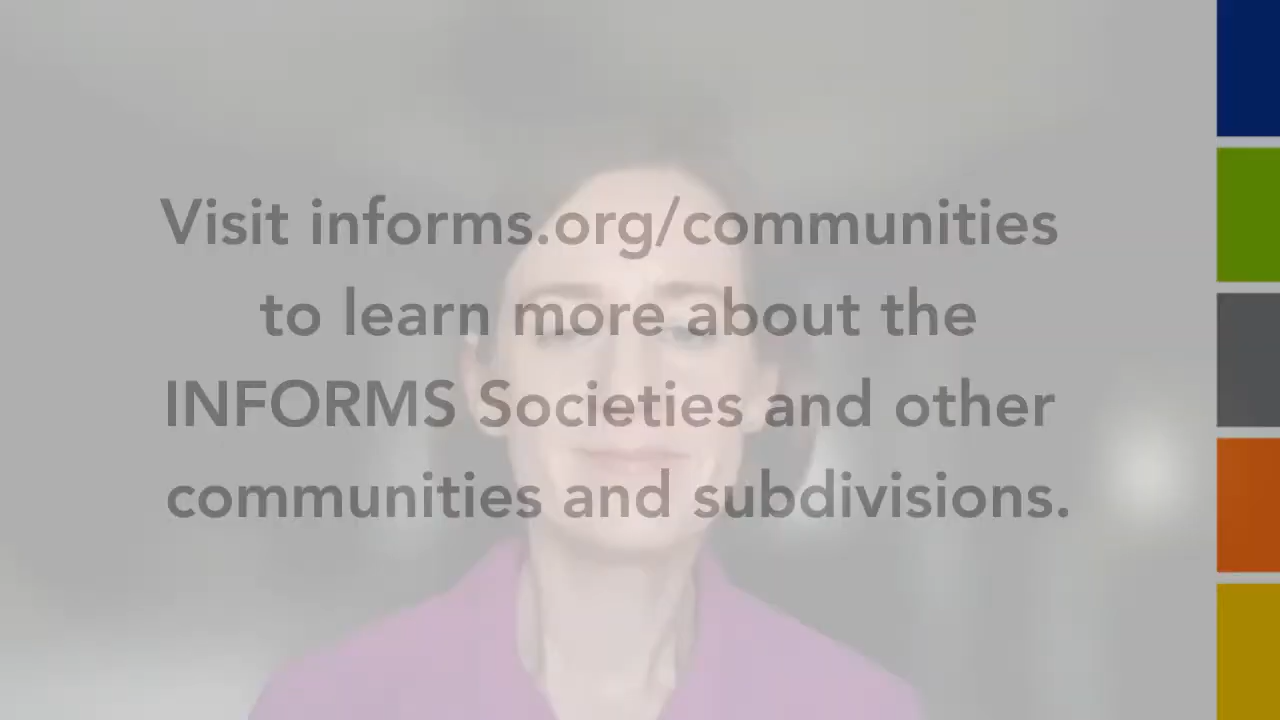 Visit informs.org/communities
to learn more about the
INFORMS Societies and other
communities and subdivisions.